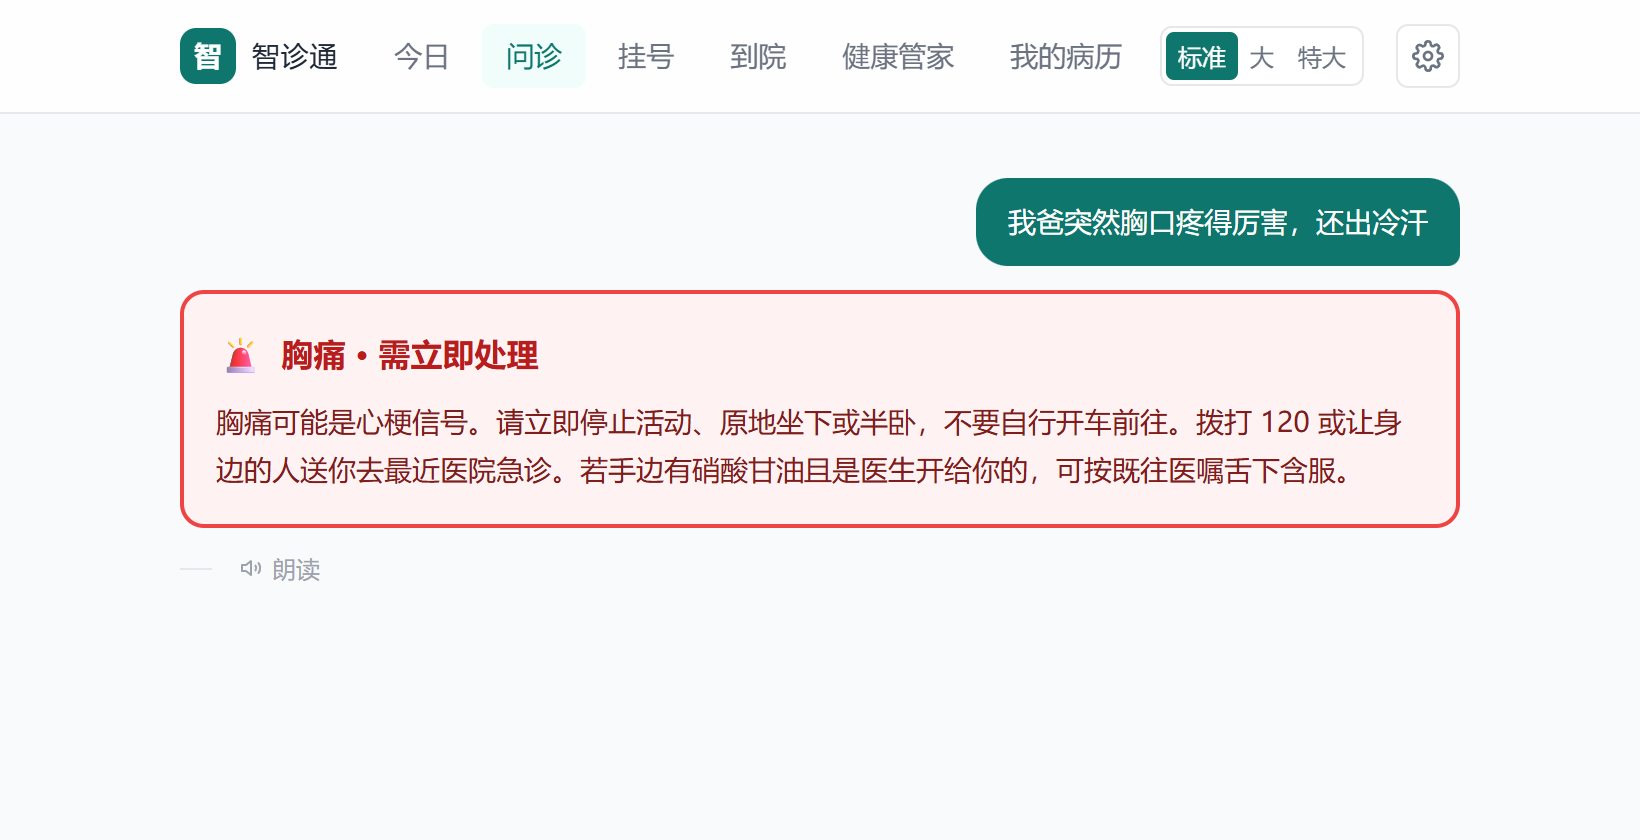 智 智诊通 今日 问诊 挂号 到院 健康管家 我的病历 标准 大 特大
我爸突然胸口疼得厉害，还出冷汗
胸痛 · 需立即处理
胸痛可能是心梗信号。请立即停止活动、原地坐下或半卧，不要自行开车前往。拨打 120 或让身
边的人送你去最近医院急诊。若手边有硝酸甘油且是医生开给你的，可按既往医嘱舌下含服。
朗读